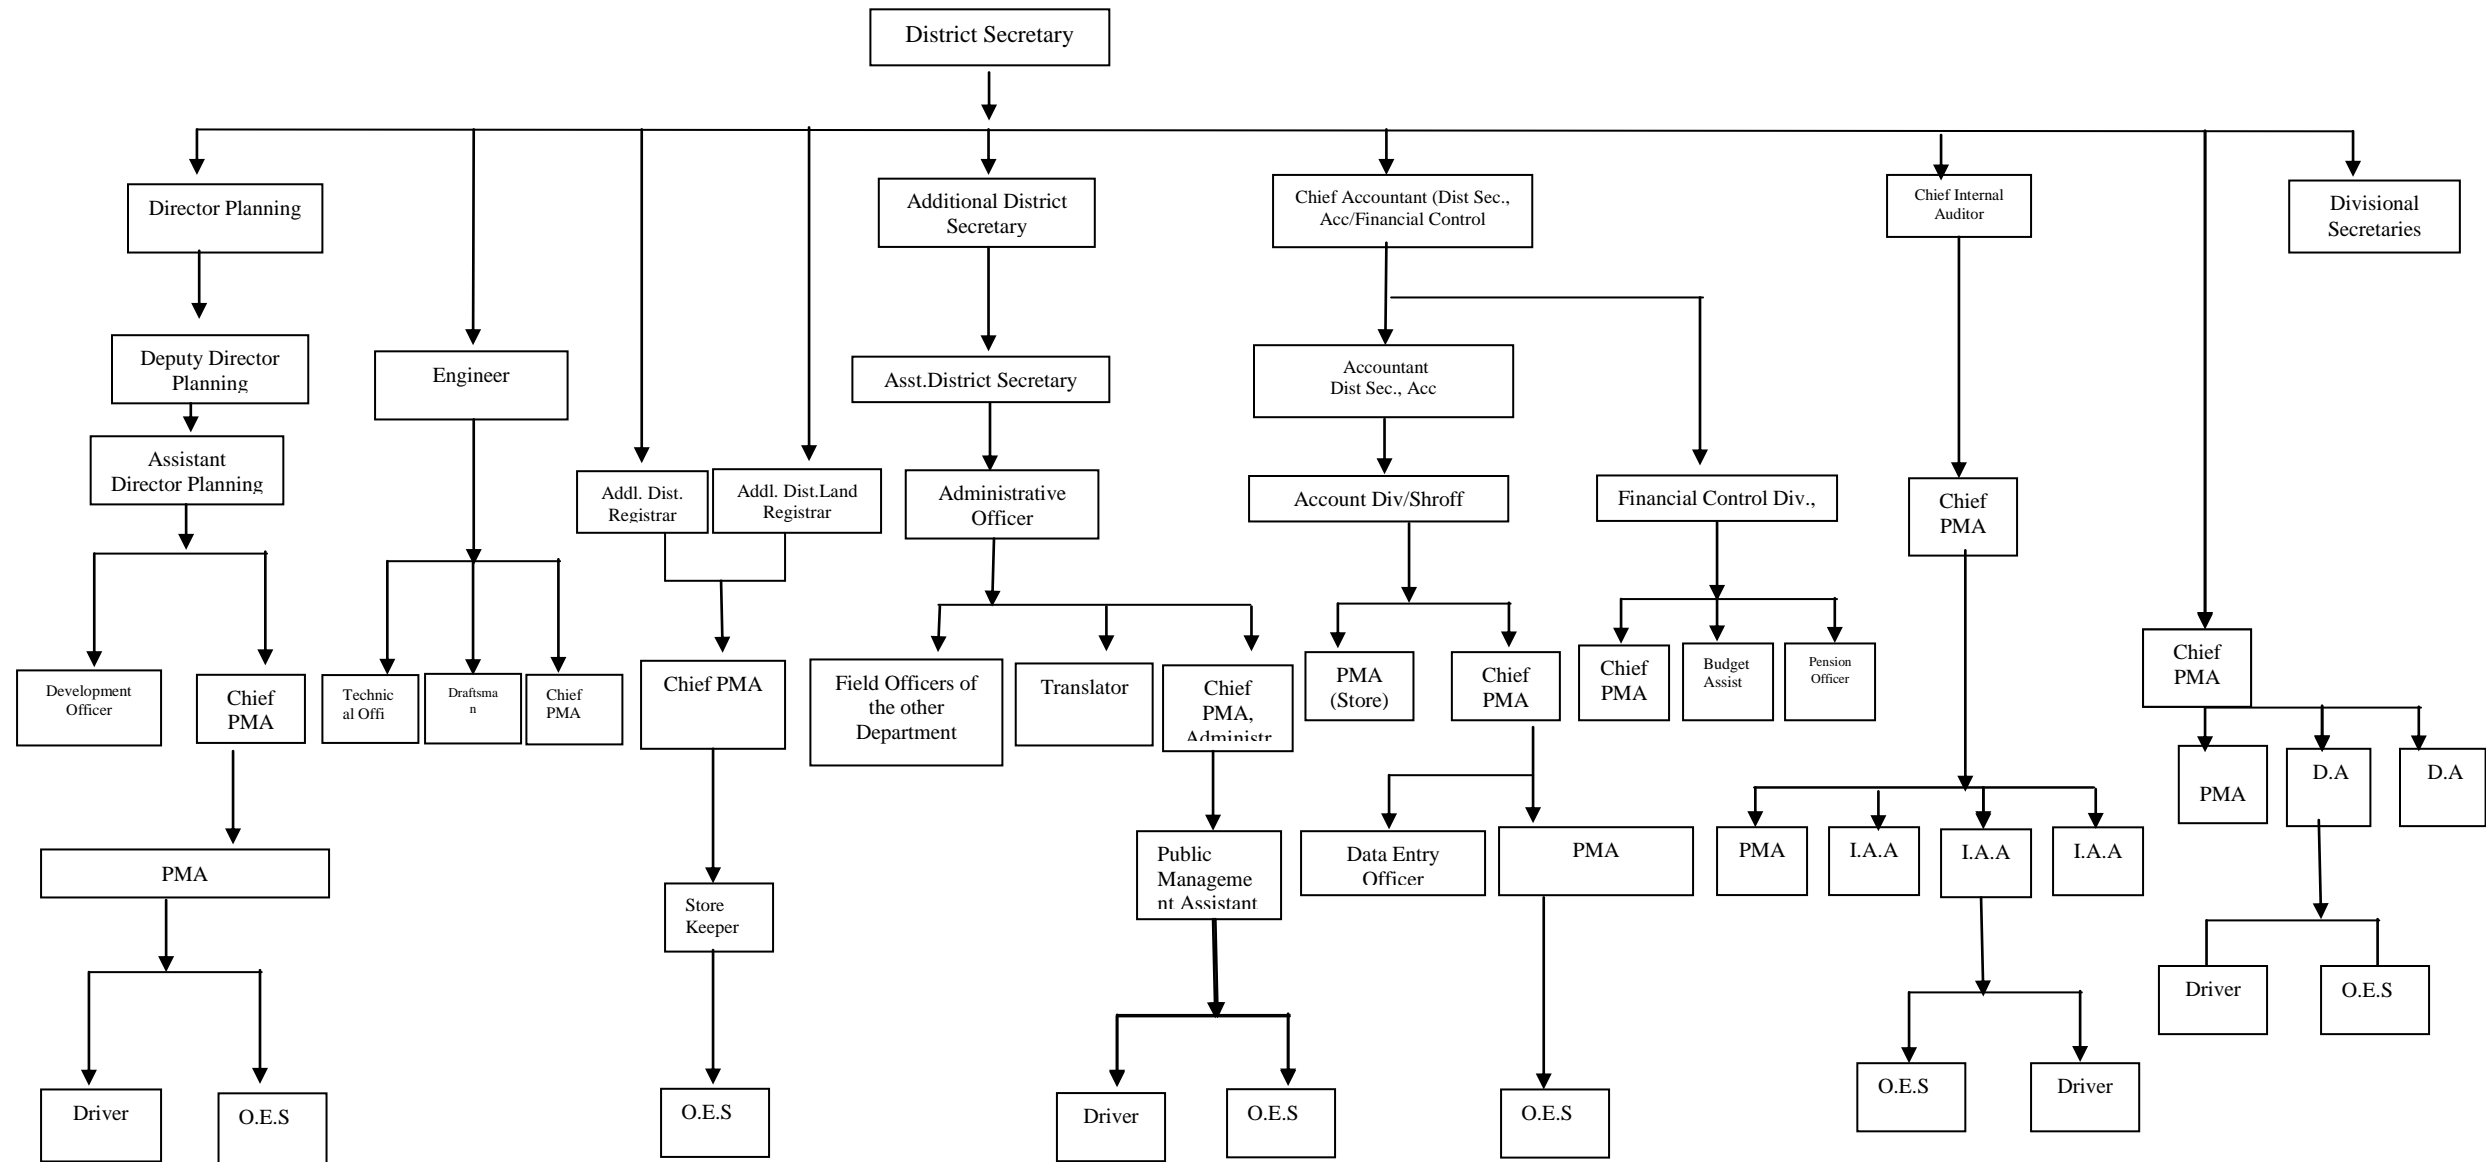 District Secretary
Director Planning
Additional District
Secretary
Chief Accountant (Dist Sec.,
Acc/Financial Control
Chief Internal
Auditor
Divisional
Secretaries
Deputy Director
Planning
Engineer
Asst.District Secretary
Accountant
Dist Sec., Acc
Assistant
Director Planning
Addl. Dist.
Registrar
Addl. Dist.Land
Registrar
Administrative
Officer
Account Div/Shroff
Financial Control Div.,
Chief
PMA
Development
Officer
Chief
PMA
Technic
al Offi
Draftsma
n
Chief
PMA
Chief PMA
Field Officers of
the other
Department
Translator
Chief
PMA,
Administr
PMA
(Store)
Chief
PMA
Chief
PMA
Budget
Assist
Pension
Officer
Chief
PMA
PMA
D.A
D.A
PMA
Store
Keeper
Public
Manageme
nt Assistant
Data Entry
Officer
PMA
PMA
I.A.A
I.A.A
I.A.A
Driver
O.E.S
Driver
O.E.S
O.E.S
Driver
O.E.S
O.E.S
O.E.S
Driver